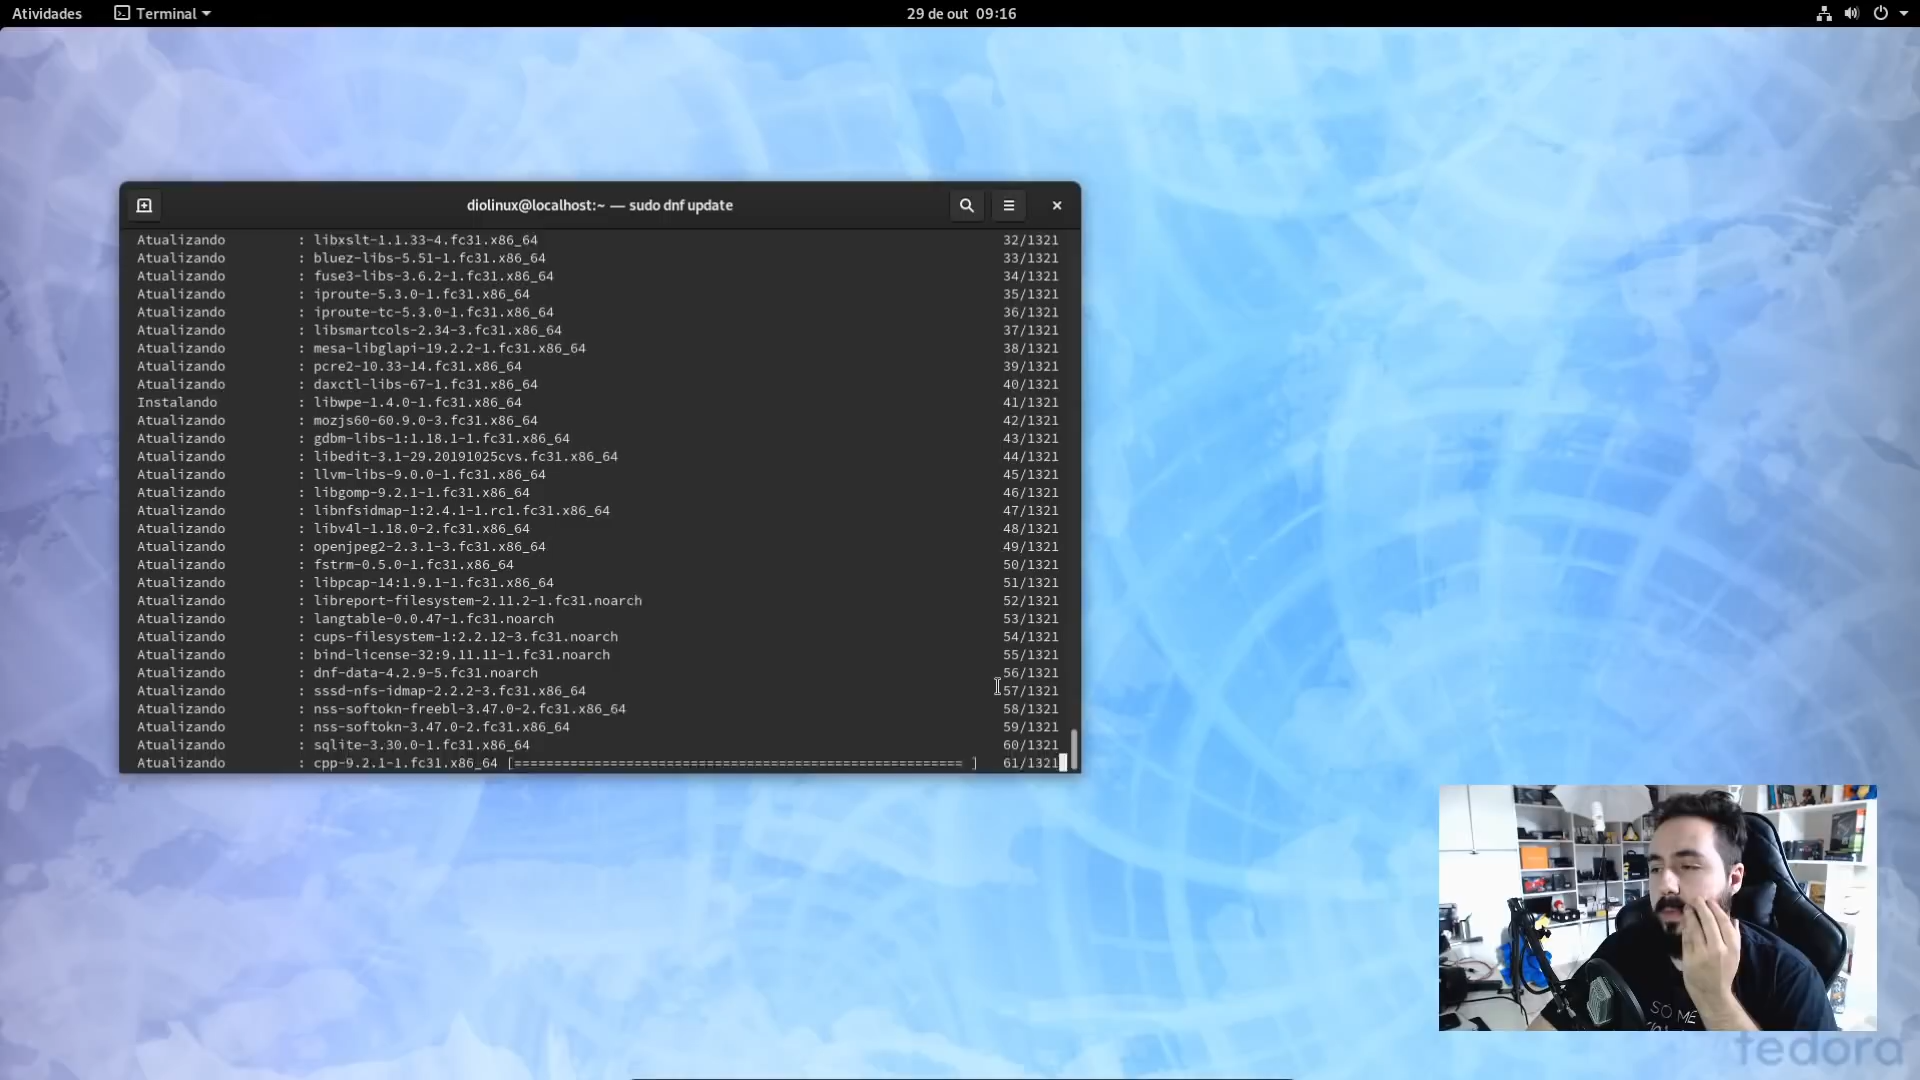 Atividades Terminal 29 de out 09:16
diolinux@localhost:~ — sudo dnf update
Atualizando : libxslt-1.1.33-4.fc31.x86_64 32/1321
Atualizando : bluez-libs-5.51-1.fc31.x86_64 33/1321
Atualizando : fuse3-libs-3.6.2-1.fc31.x86_64 34/1321
Atualizando : iproute-5.3.0-1.fc31.x86_64 35/1321
Atualizando : iproute-tc-5.3.0-1.fc31.x86_64 36/1321
Atualizando : libsmartcols-2.34-3.fc31.x86_64 37/1321
Atualizando : mesa-libglapi-19.2.2-1.fc31.x86_64 38/1321
Atualizando : pcre2-10.33-14.fc31.x86_64 39/1321
Atualizando : daxctl-libs-67-1.fc31.x86_64 40/1321
Instalando : libwpe-1.4.0-1.fc31.x86_64 41/1321
Atualizando : mozjs60-60.9.0-3.fc31.x86_64 42/1321
Atualizando : gdbm-libs-1:1.18.1-1.fc31.x86_64 43/1321
Atualizando : libedit-3.1-29.20191025cvs.fc31.x86_64 44/1321
Atualizando : llvm-libs-9.0.0-1.fc31.x86_64 45/1321
Atualizando : libgomp-9.2.1-1.fc31.x86_64 46/1321
Atualizando : libnfsidmap-1:2.4.1-1.rc1.fc31.x86_64 47/1321
Atualizando : libv4l-1.18.0-2.fc31.x86_64 48/1321
Atualizando : openjpeg2-2.3.1-3.fc31.x86_64 49/1321
Atualizando : fstrm-0.5.0-1.fc31.x86_64 50/1321
Atualizando : libpcap-14:1.9.1-1.fc31.x86_64 51/1321
Atualizando : libreport-filesystem-2.11.2-1.fc31.noarch 52/1321
Atualizando : langtable-0.0.47-1.fc31.noarch 53/1321
Atualizando : cups-filesystem-1:2.2.12-3.fc31.noarch 54/1321
Atualizando : bind-license-32:9.11.11-1.fc31.noarch 55/1321
Atualizando : dnf-data-4.2.9-5.fc31.noarch 56/1321
Atualizando : sssd-nfs-idmap-2.2.2-3.fc31.x86_64 57/1321
Atualizando : nss-softokn-freebl-3.47.0-2.fc31.x86_64 58/1321
Atualizando : nss-softokn-3.47.0-2.fc31.x86_64 59/1321
Atualizando : sqlite-3.30.0-1.fc31.x86_64 60/1321
Atualizando : cpp-9.2.1-1.fc31.x86_64 [======================================================== ] 61/1321
SOME
fedora